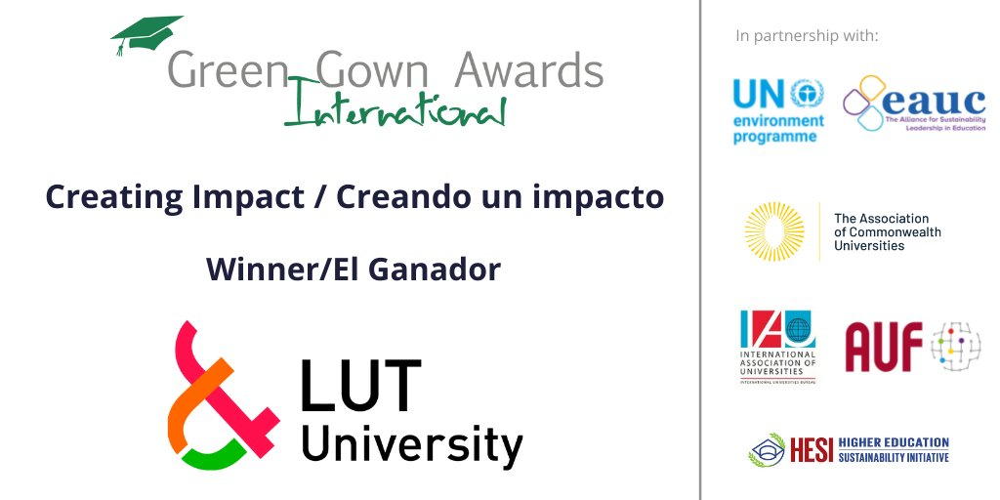 Green Gown Awards
International
Creating Impact / Creando un impacto
Winner/El Ganador
LUT
University
In partnership with:
UN
environment
programme
eauc
The Alliance for Sustainability
Leadership in Education
The Association
of Commonwealth
Universities
IAU
INTERNATIONAL
ASSOCIATION OF
UNIVERSITIES
INTERNATIONAL UNIVERSITIES BUREAU
AUF
HESI
HIGHER EDUCATION
SUSTAINABILITY INITIATIVE